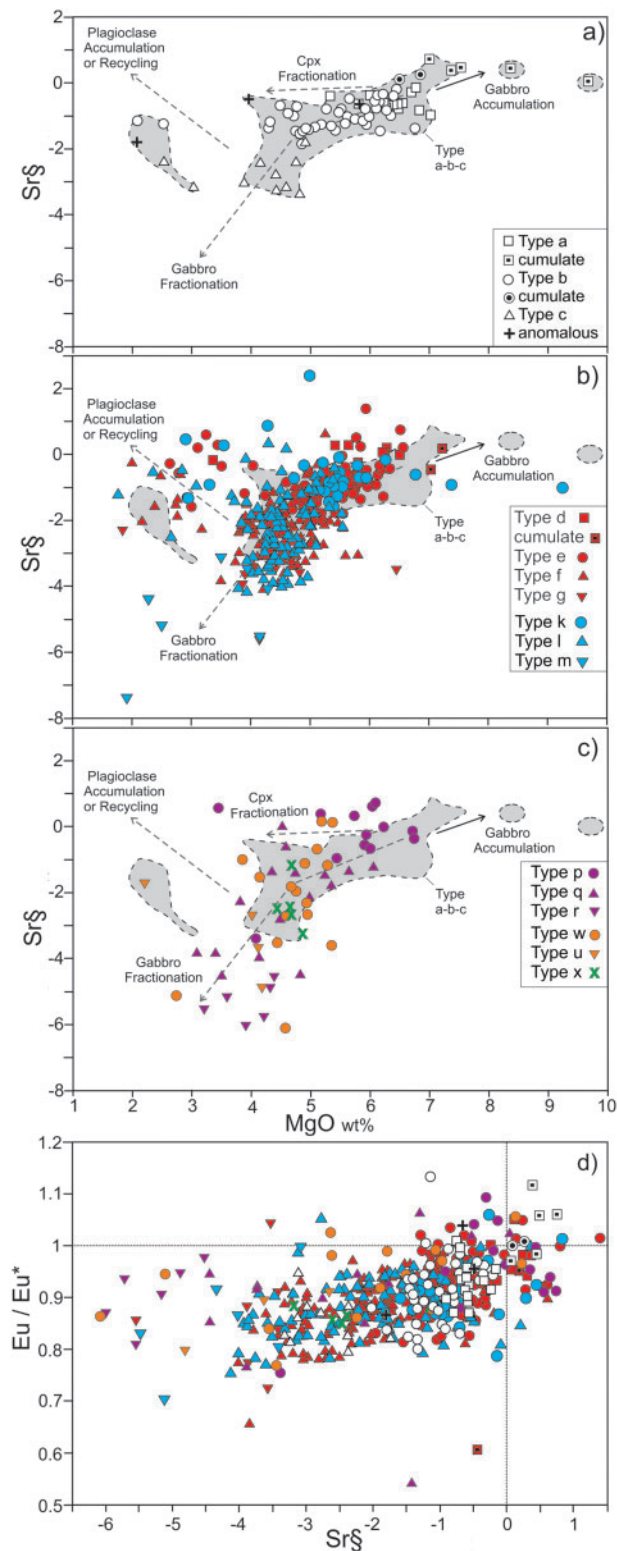 a)
2
0
-2
-4
-6
-8
Sr§
Plagioclase
Accumulation
or Recycling
Cpx
Fractionation
Gabbro
Accumulation
Type
a-b-c
Gabbro
Fractionation
Type a
cumulate
Type b
cumulate
Type c
anomalous
b)
2
0
-2
-4
-6
-8
Sr§
Plagioclase
Accumulation
or Recycling
Gabbro
Accumulation
Type
a-b-c
Gabbro
Fractionation
Type d
cumulate
Type e
Type f
Type g
Type k
Type l
Type m
c)
2
0
-2
-4
-6
-8
Sr§
Plagioclase
Accumulation
or Recycling
Cpx
Fractionation
Gabbro
Accumulation
Type
a-b-c
Gabbro
Fractionation
Type p
Type q
Type r
Type w
Type u
Type x
1 2 3 4 5 6 7 8 9 10
MgO wt%
d)
1.2
1.1
1
0.9
0.8
0.7
0.6
0.5
Eu / Eu*
-6 -5 -4 -3 -2 -1 0 1
Sr§